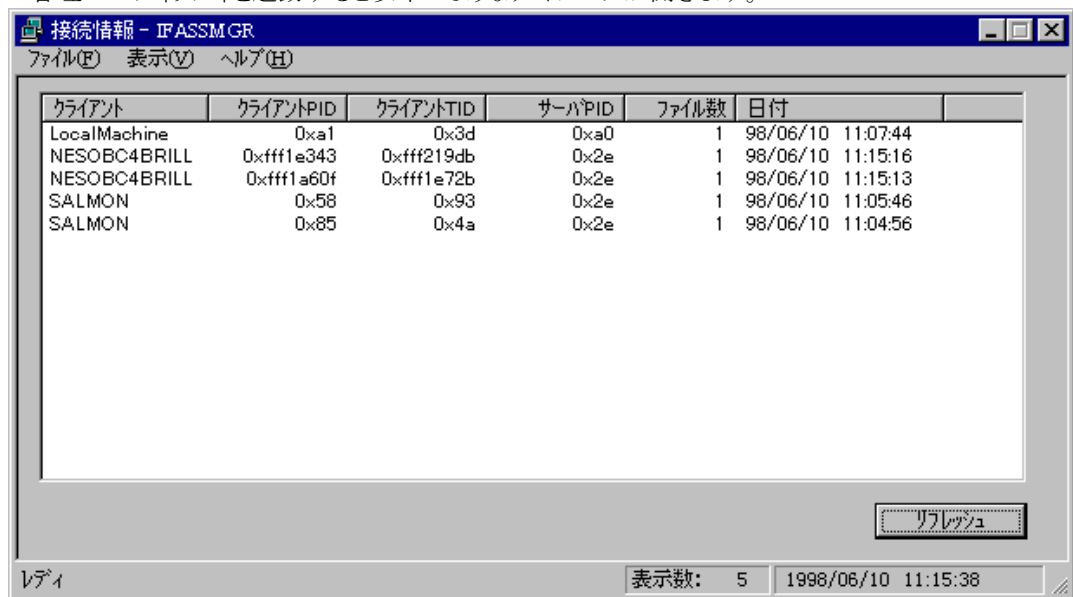 接続情報 - IFASSMGR
ファイル(F) 表示(V) ヘルプ(H)
クライアント クライアントPID クライアントTID サーバPID ファイル数 日付
LocalMachine 0xa1 0x3d 0xa0 1 98/06/10 11:07:44
NESOBC4BRILL 0xfff1e343 0xfff219db 0x2e 1 98/06/10 11:15:16
NESOBC4BRILL 0xfff1a60f 0xfff1e72b 0x2e 1 98/06/10 11:15:13
SALMON 0x58 0x93 0x2e 1 98/06/10 11:05:46
SALMON 0x85 0x4a 0x2e 1 98/06/10 11:04:56
リフレッシュ
レディ 表示数: 5 1998/06/10 11:15:38